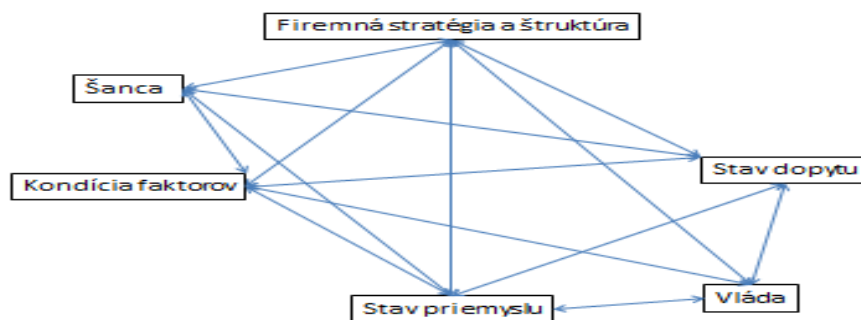 Firemná stratégia a štruktúra
Šanca
Stav dopytu
Kondícia faktorov
Vláda
Stav priemyslu